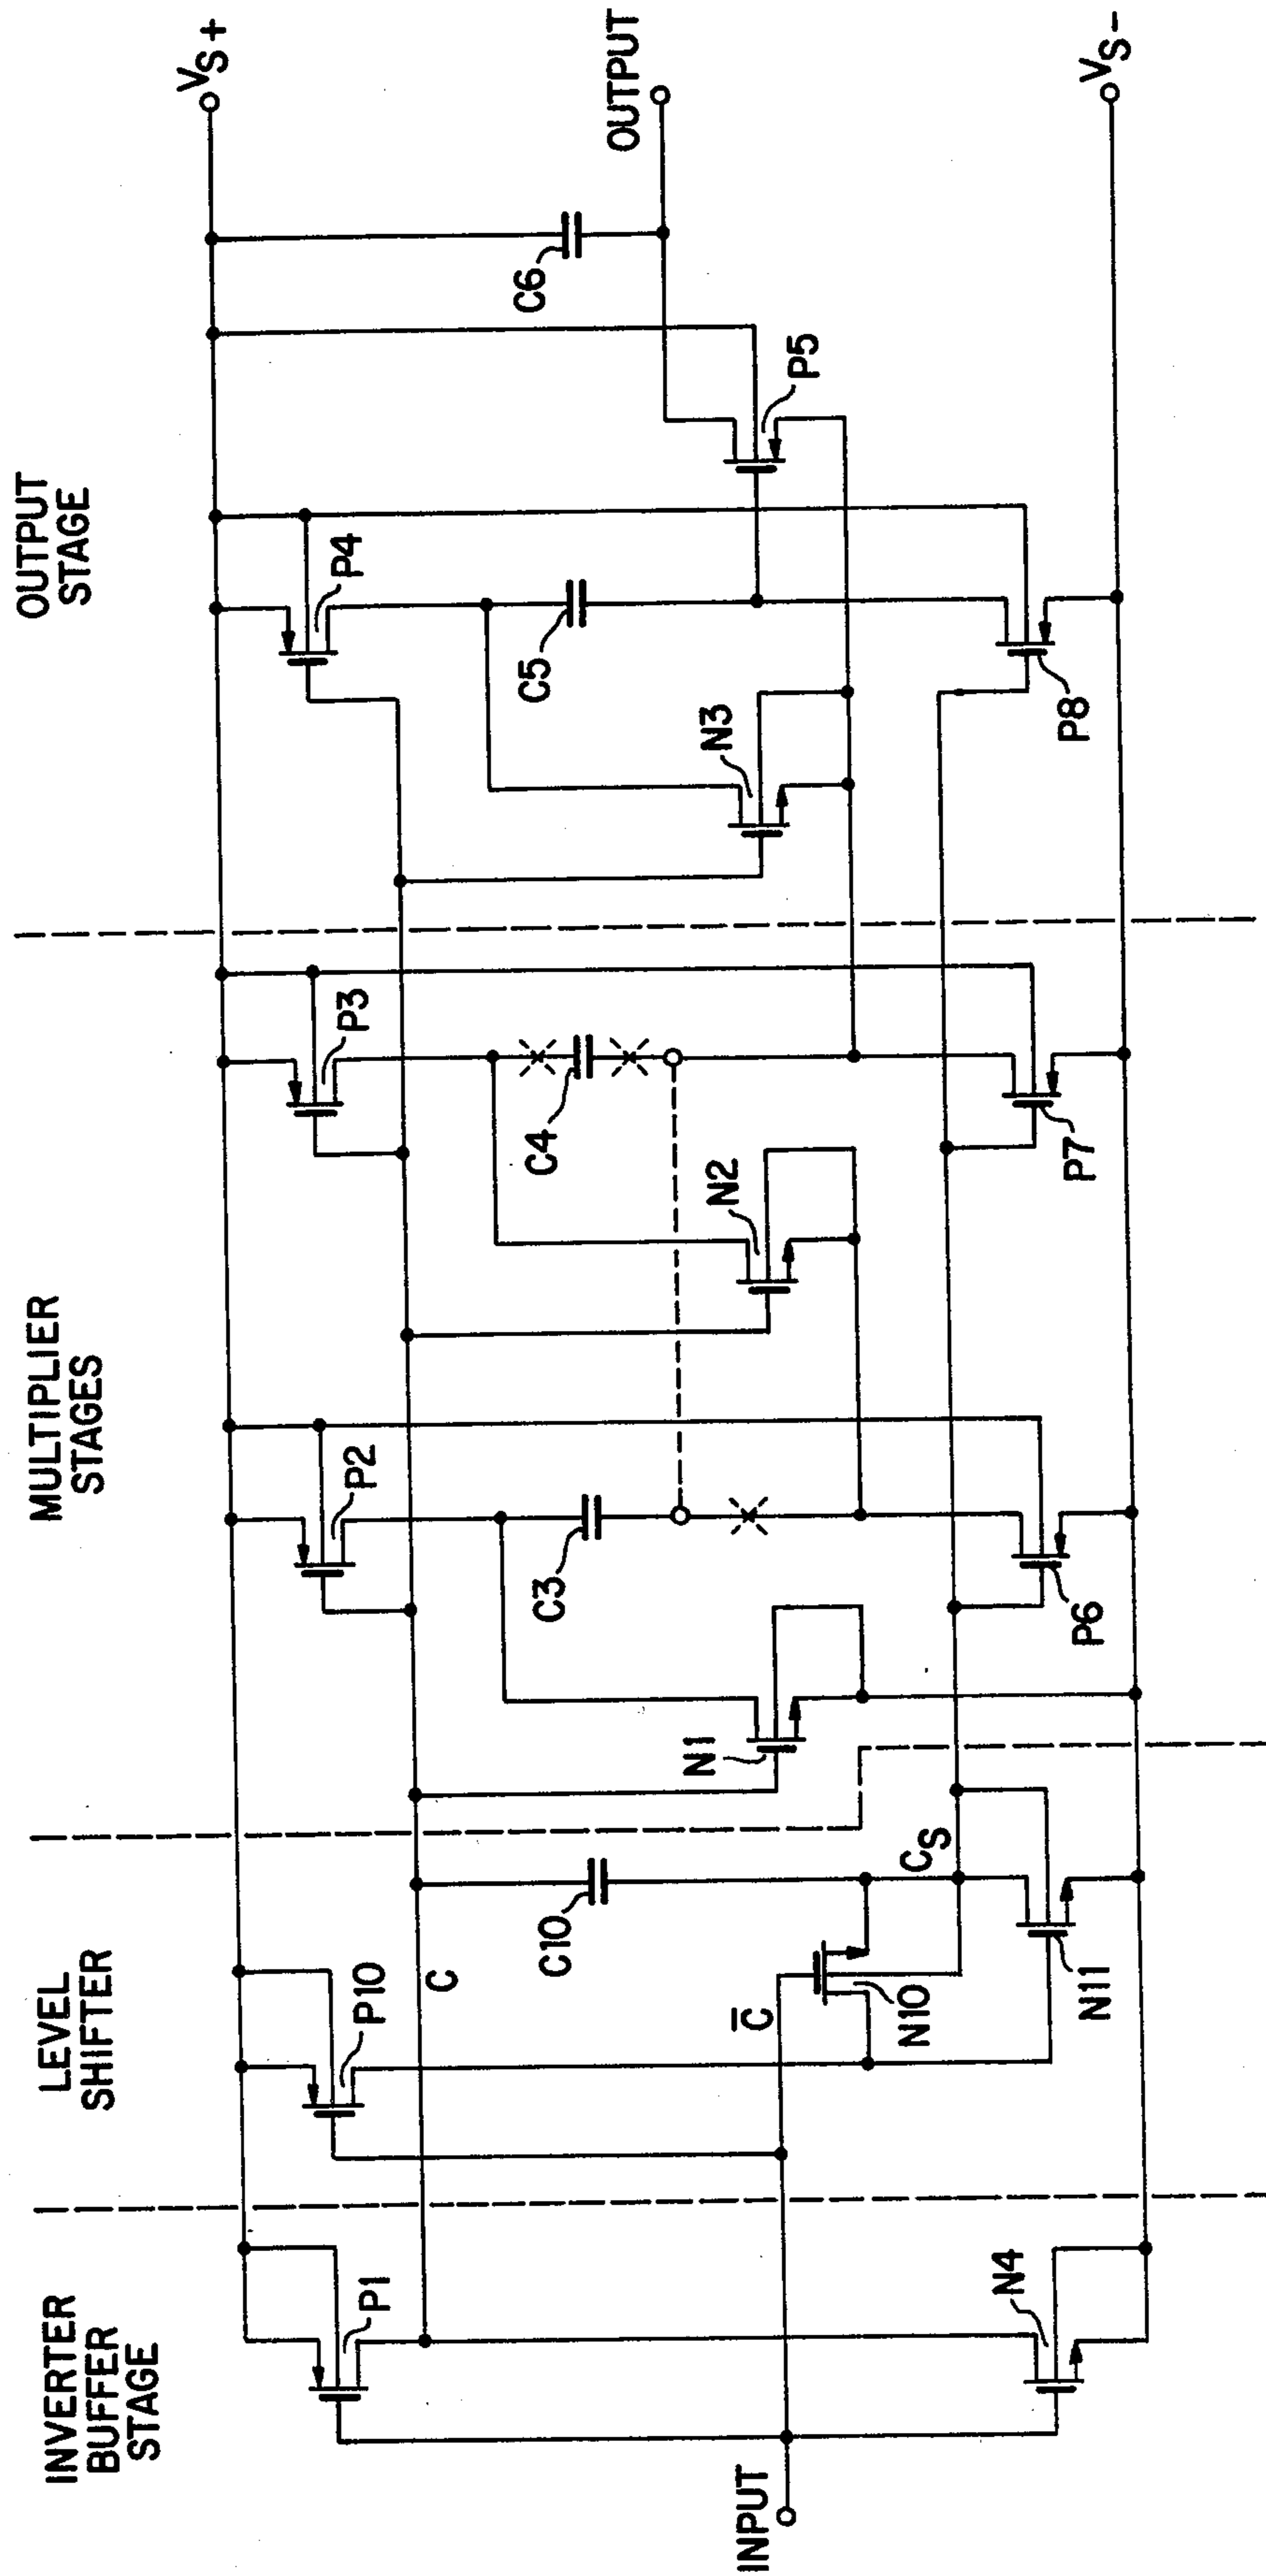 INVERTER
BUFFER
STAGE
LEVEL
SHIFTER
MULTIPLIER
STAGES
OUTPUT
STAGE
VS+
P1
P10
P2
P3
P4
C
C10
C3
C4
C5
C6
OUTPUT
INPUT
C̅
N10
N1
N2
N3
P5
CS
N4
N11
P6
P7
P8
VS-